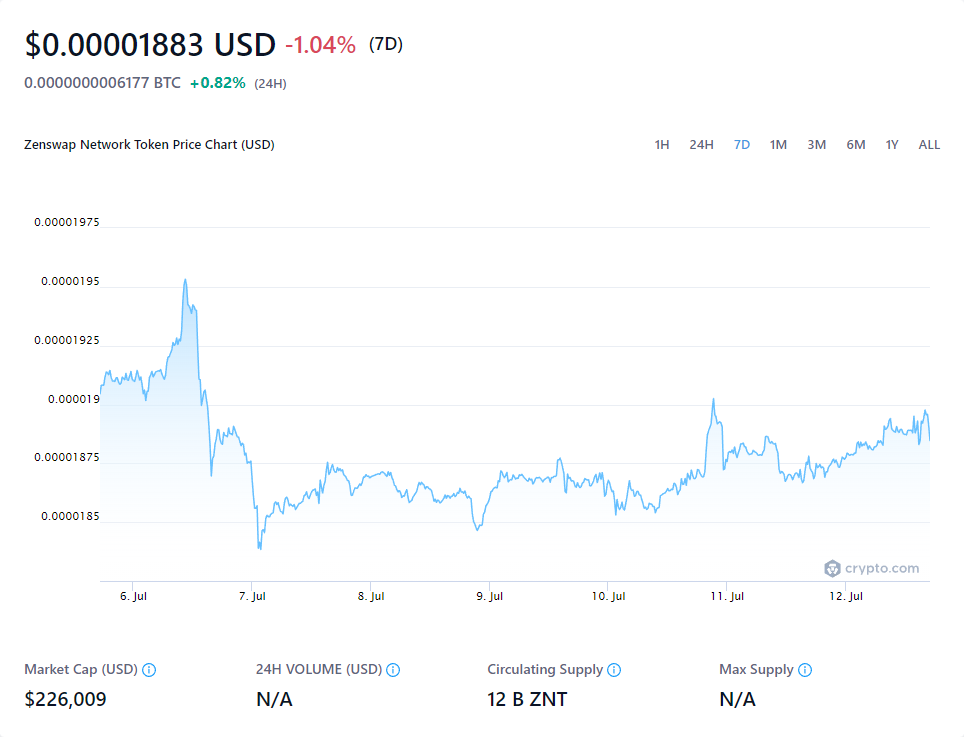 $0.00001883 USD -1.04% (7D)
0.0000000006177 BTC +0.82% (24H)
Zenswap Network Token Price Chart (USD) 1H 24H 7D 1M 3M 6M 1Y ALL
0.00001975
0.0000195
0.00001925
0.000019
0.00001875
0.0000185
crypto.com
6. Jul 7. Jul 8. Jul 9. Jul 10. Jul 11. Jul 12. Jul
Market Cap (USD) 24H VOLUME (USD) Circulating Supply Max Supply
$226,009 N/A 12 B ZNT N/A